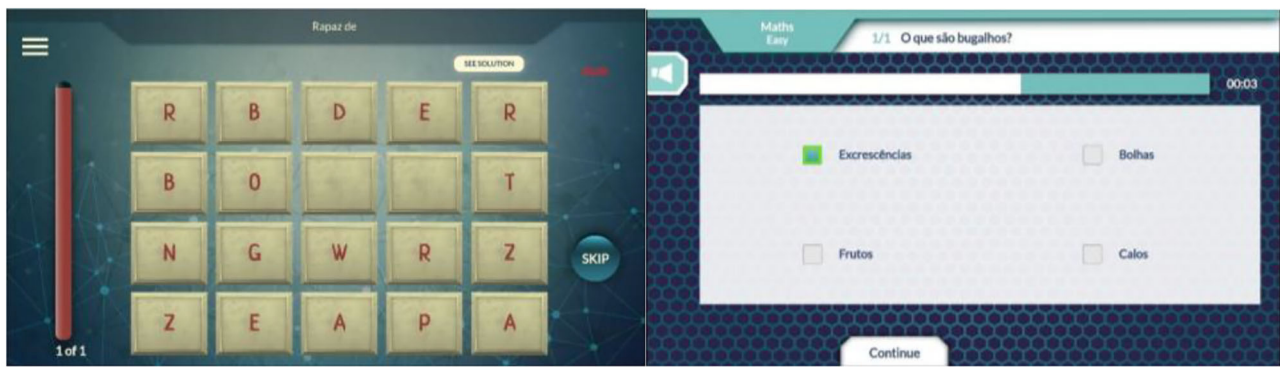 Rapaz de
SEE SOLUTION
R B D E R
B O T
N G W R Z
Z E A P A
SKIP
1 of 1
Maths
Easy
1/1 O que são bugalhos?
00:03
Excrescências
Bolhas
Frutos
Calos
Continue